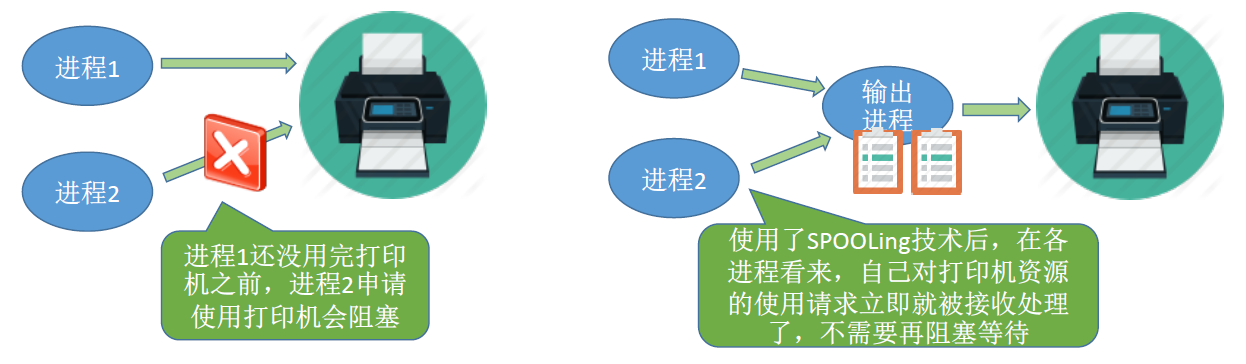 进程1
进程2
进程1还没用完打印
机之前，进程2申请
使用打印机会阻塞
进程1
进程2
输出
进程
使用了SPOOLing技术后，在各
进程看来，自己对打印机资源
的使用请求立即就被接收处理
了，不需要再阻塞等待